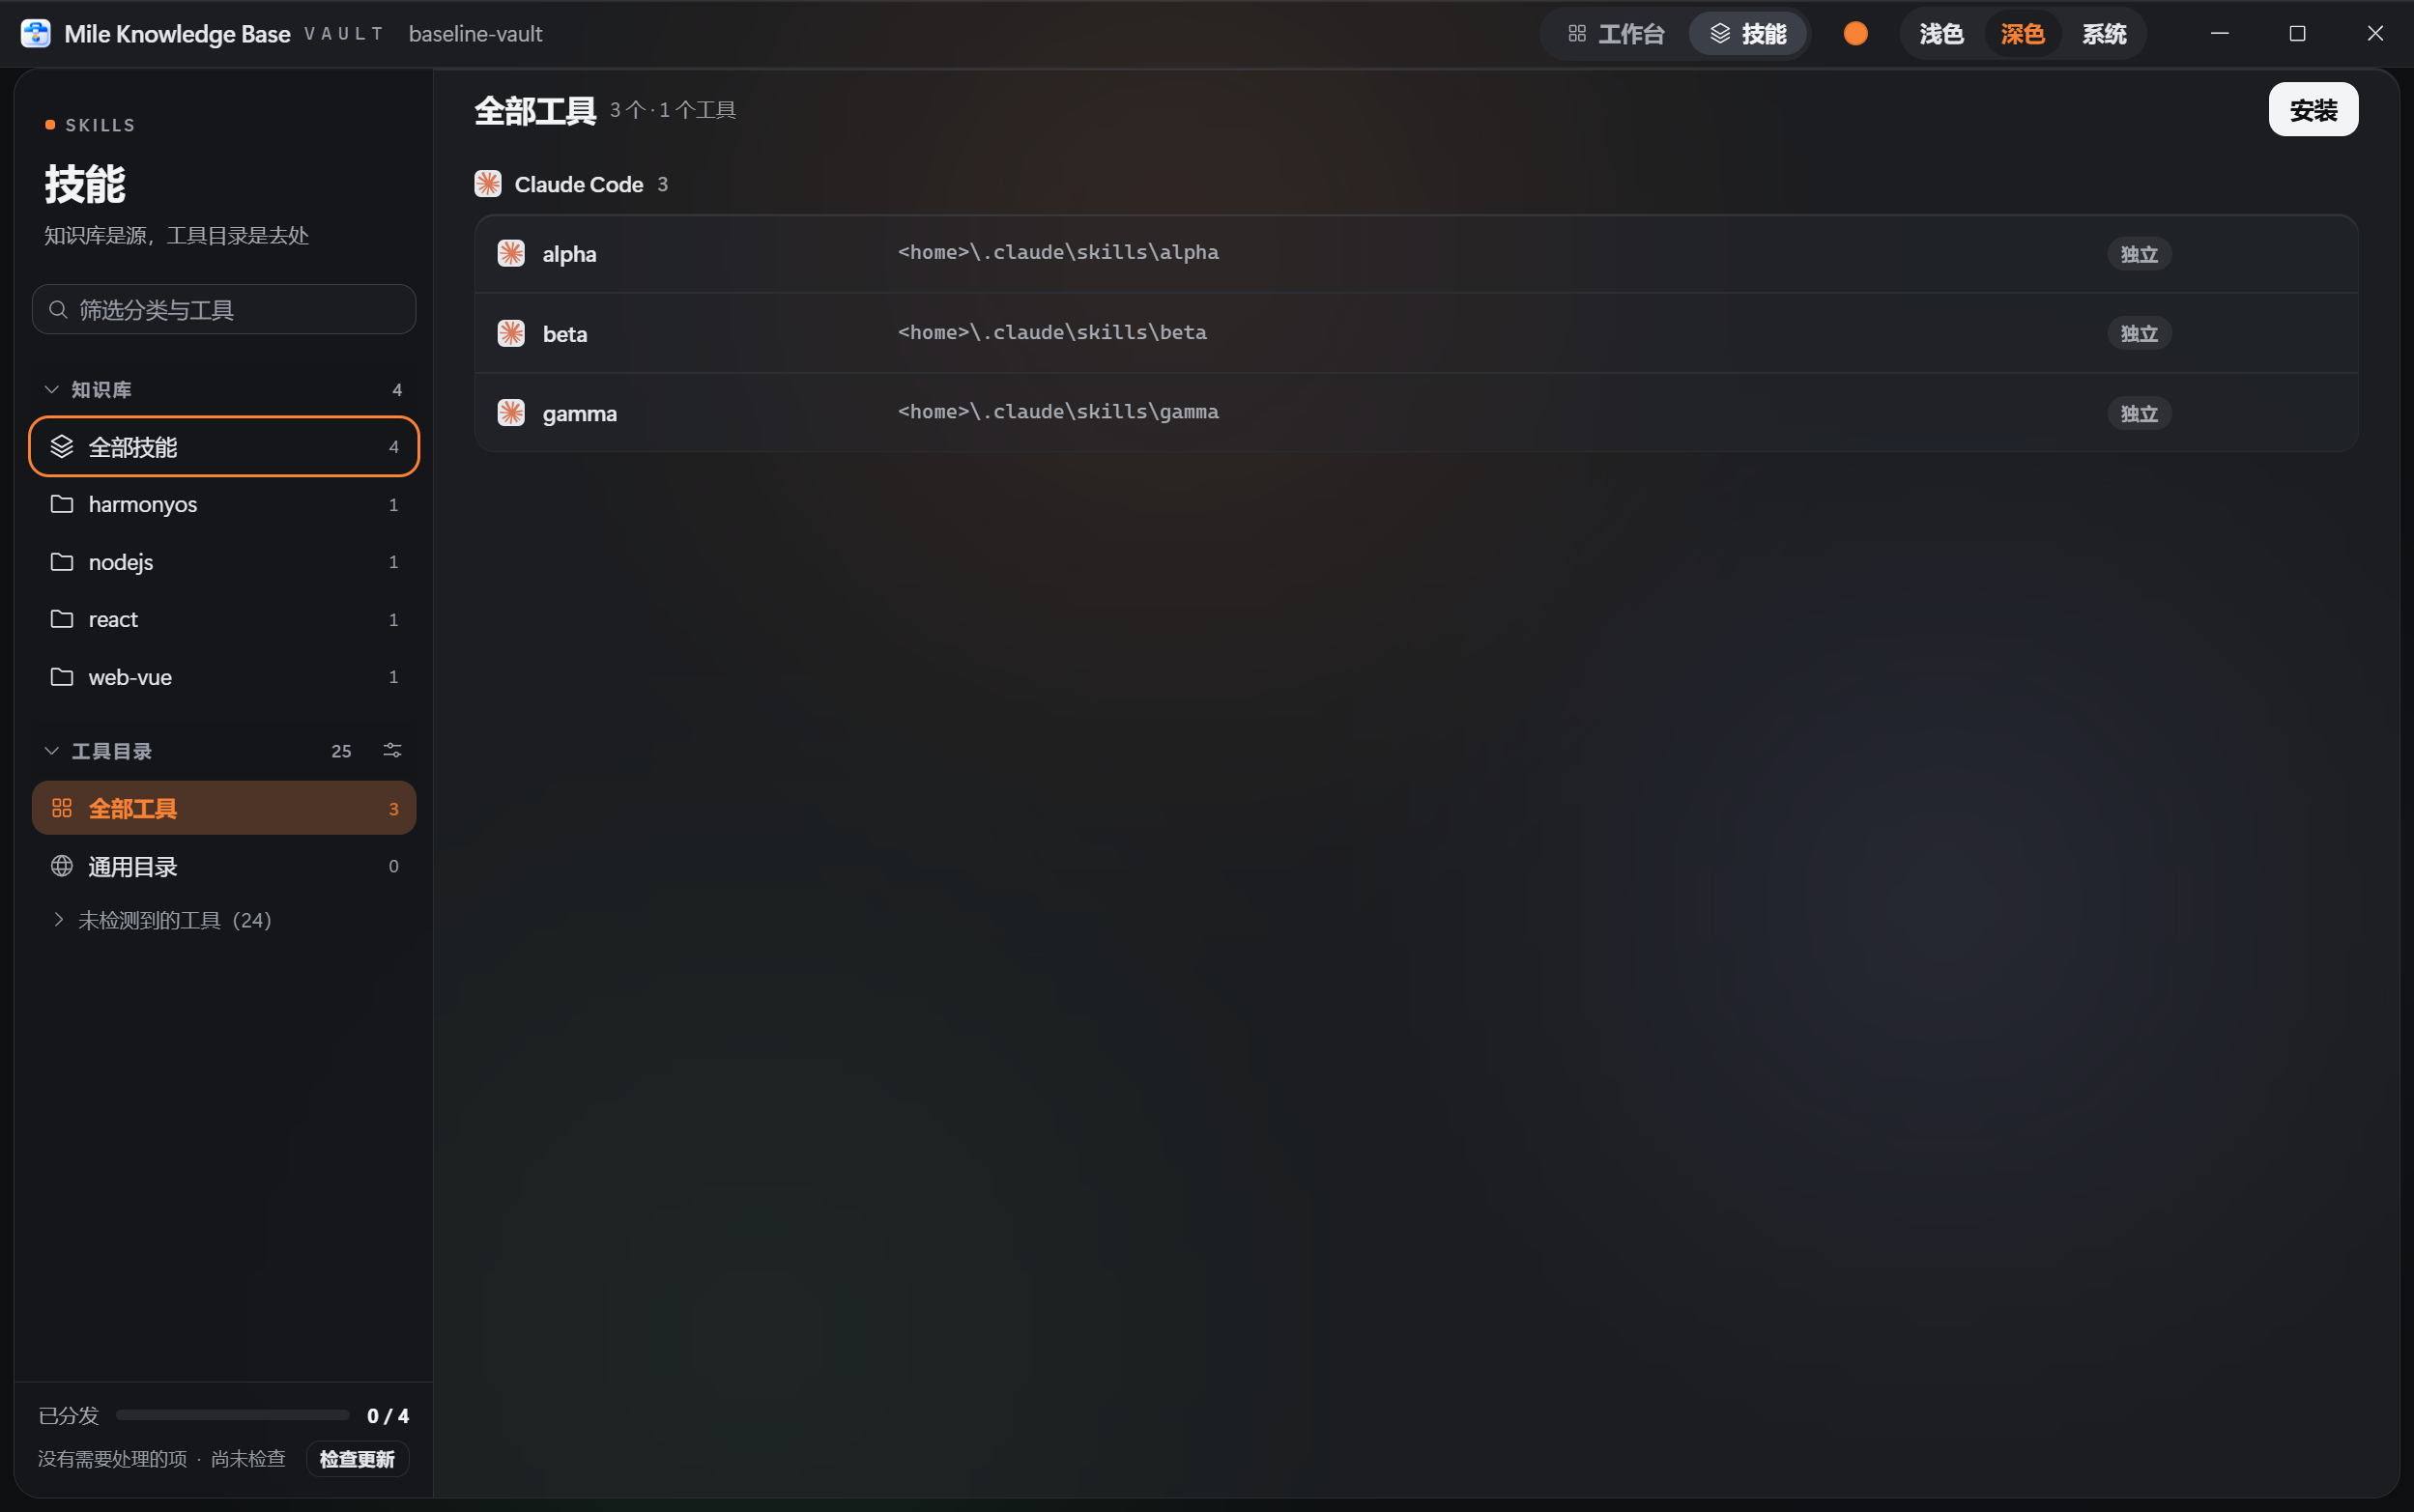 Mile Knowledge Base VAULT baseline-vault 工作台 技能 浅色 深色 系统
SKILLS
技能
知识库是源，工具目录是去处
筛选分类与工具
知识库 4
全部技能 4
harmonyos 1
nodejs 1
react 1
web-vue 1
工具目录 25
全部工具 3
通用目录 0
未检测到的工具（24）
已分发 0 / 4
没有需要处理的项 · 尚未检查 检查更新
全部工具 3 个 · 1 个工具 安装
Claude Code 3
alpha <home>\.claude\skills\alpha 独立
beta <home>\.claude\skills\beta 独立
gamma <home>\.claude\skills\gamma 独立